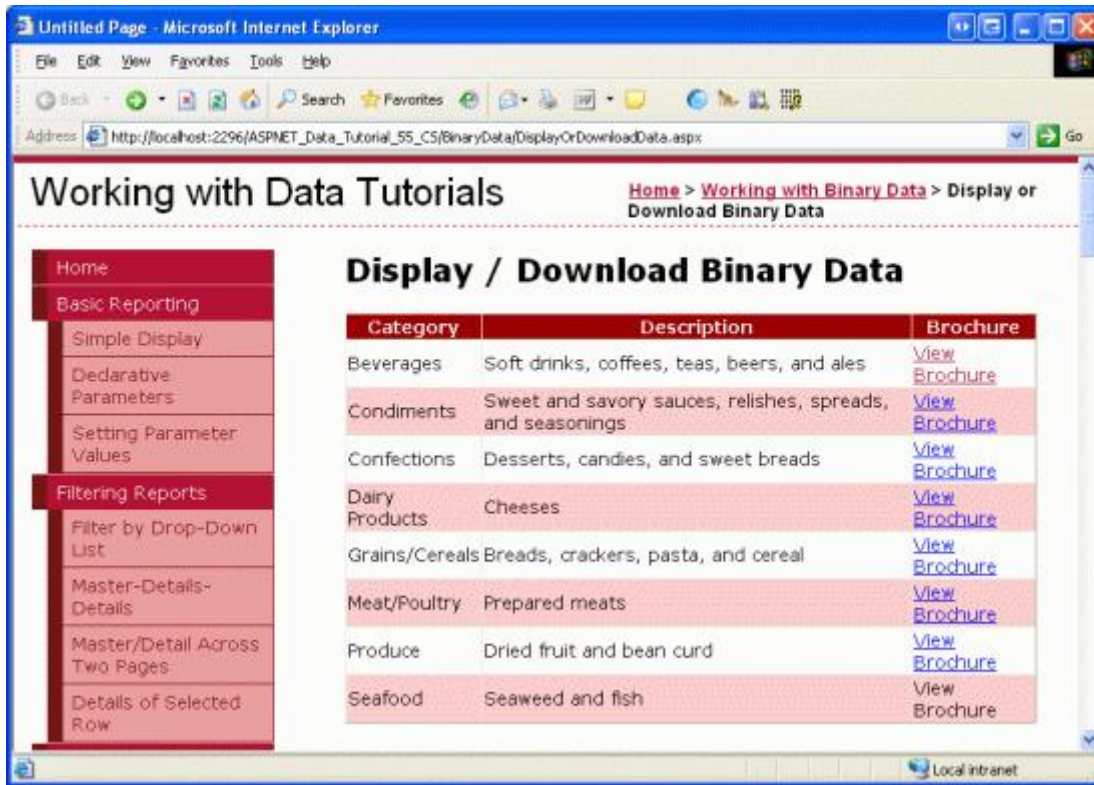 Untitled Page - Microsoft Internet Explorer
File Edit View Favorites Tools Help
Back Search Favorites
Address http://localhost:2296/ASPNET_Data_Tutorial_55_CS/BinaryData/DisplayOrDownloadData.aspx Go
Working with Data Tutorials
Home > Working with Binary Data > Display or
Download Binary Data
Home
Basic Reporting
Simple Display
Declarative
Parameters
Setting Parameter
Values
Filtering Reports
Filter by Drop-Down
List
Master-Details-
Details
Master/Detail Across
Two Pages
Details of Selected
Row
Display / Download Binary Data
Category Description Brochure
Beverages Soft drinks, coffees, teas, beers, and ales View
Brochure
Condiments Sweet and savory sauces, relishes, spreads,
and seasonings View
Brochure
Confections Desserts, candies, and sweet breads View
Brochure
Dairy
Products Cheeses View
Brochure
Grains/Cereals Breads, crackers, pasta, and cereal View
Brochure
Meat/Poultry Prepared meats View
Brochure
Produce Dried fruit and bean curd View
Brochure
Seafood Seaweed and fish View
Brochure
Local intranet